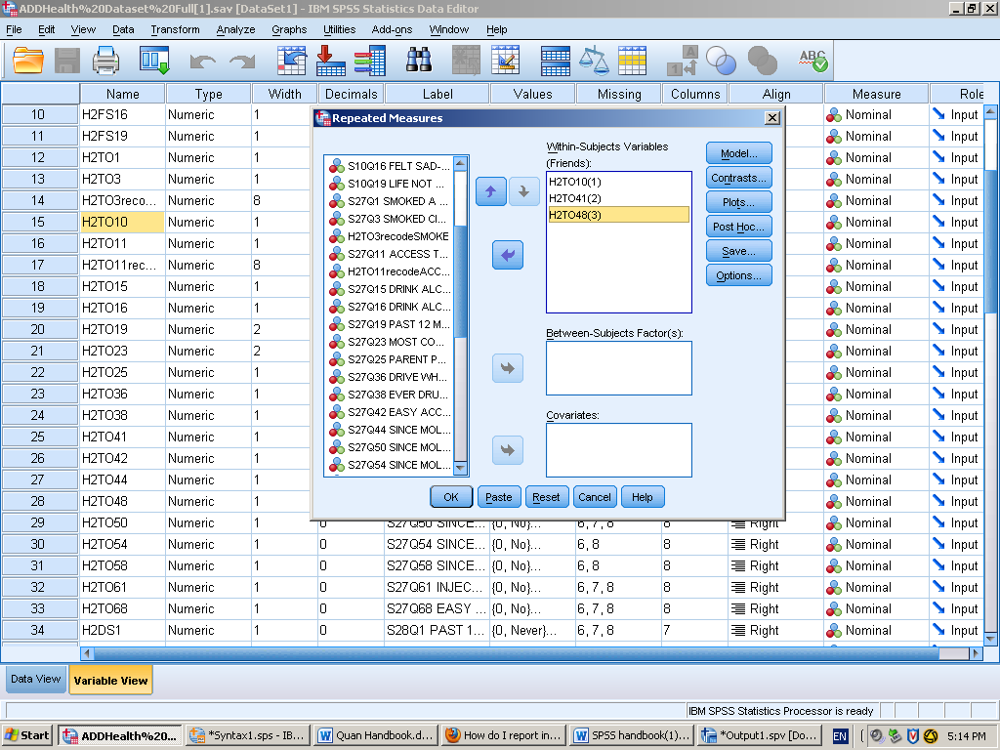 ADDHealth%20Dataset%20Full[1].sav [DataSet1] - IBM SPSS Statistics Data Editor
File Edit View Data Transform Analyze Graphs Utilities Add-ons Window Help
Name Type Width Decimals Label Values Missing Columns Align Measure Role
10 H2FS16 Numeric 1 Nominal Input
11 H2FS19 Numeric 1 Nominal Input
12 H2TO1 Numeric 1 Nominal Input
13 H2TO3 Numeric 1 Nominal Input
14 H2TO3reco... Numeric 8 Nominal Input
15 H2TO10 Numeric 1 Nominal Input
16 H2TO11 Numeric 1 Nominal Input
17 H2TO11rec... Numeric 8 Nominal Input
18 H2TO15 Numeric 1 Nominal Input
19 H2TO16 Numeric 1 Nominal Input
20 H2TO19 Numeric 2 Nominal Input
21 H2TO23 Numeric 2 Nominal Input
22 H2TO25 Numeric 1 Nominal Input
23 H2TO36 Numeric 1 Nominal Input
24 H2TO38 Numeric 1 Nominal Input
25 H2TO41 Numeric 1 Nominal Input
26 H2TO42 Numeric 1 Nominal Input
27 H2TO44 Numeric 1 Nominal Input
28 H2TO48 Numeric 1 Nominal Input
29 H2TO50 Numeric 1 0 S27Q50 SINCE... {0, No}... 6, 7, 8 8 Right Nominal Input
30 H2TO54 Numeric 1 0 S27Q54 SINCE... {0, No}... 6, 8 8 Right Nominal Input
31 H2TO58 Numeric 1 0 S27Q58 SINCE... {0, No}... 6, 8 8 Right Nominal Input
32 H2TO61 Numeric 1 0 S27Q61 INJEC... {0, No}... 6, 7, 8 8 Right Nominal Input
33 H2TO68 Numeric 1 0 S27Q68 EASY ... {0, No}... 6, 7, 8 8 Right Nominal Input
34 H2DS1 Numeric 1 0 S28Q1 PAST 1... {0, Never}... 6, 7, 8 7 Right Nominal Input
Repeated Measures
S10Q16 FELT SAD-...
S10Q19 LIFE NOT ...
S27Q1 SMOKED A ...
S27Q3 SMOKED CI...
H2TO3recodeSMOKE
S27Q11 ACCESS T...
H2TO11recodeACC...
S27Q15 DRINK ALC...
S27Q16 DRINK ALC...
S27Q19 PAST 12 M...
S27Q23 MOST CO...
S27Q25 PARENT P...
S27Q36 DRIVE WH...
S27Q38 EVER DRU...
S27Q42 EASY ACC...
S27Q44 SINCE MOL...
S27Q50 SINCE MOL...
S27Q54 SINCE MOL...
Within-Subjects Variables
(Friends):
H2TO10(1)
H2TO41(2)
H2TO48(3)
Between-Subjects Factor(s):
Covariates:
Model...
Contrasts...
Plots...
Post Hoc...
Save...
Options...
OK Paste Reset Cancel Help
Data View Variable View
IBM SPSS Statistics Processor is ready
Start ADDHealth%20... *Syntax1.sps - IB... Quan Handbook.d... How do I report in... SPSS handbook(1)... *Output1.spv [Do... EN 5:14 PM
A
A
ABC